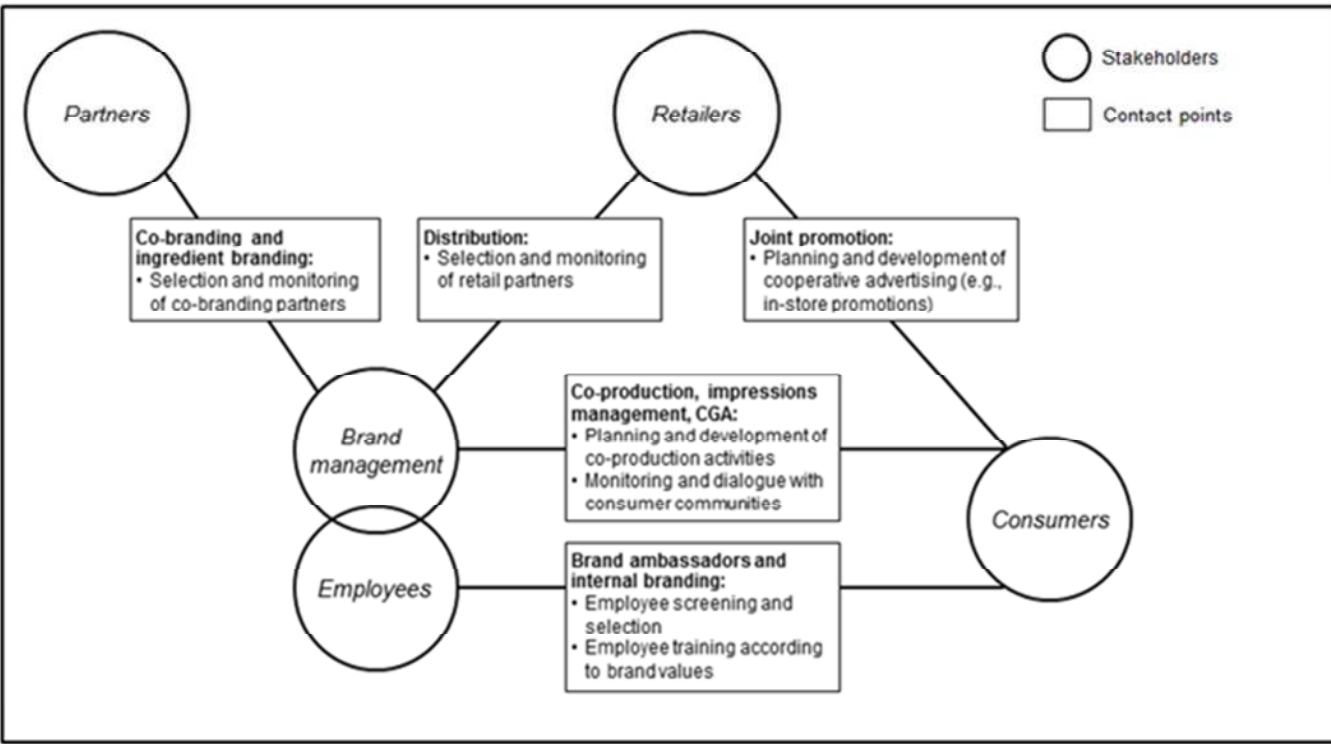 Partners
Retailers
Stakeholders
Contact points
Co-branding and
ingredient branding:
• Selection and monitoring
of co-branding partners
Distribution:
• Selection and monitoring
of retail partners
Joint promotion:
• Planning and development of
cooperative advertising (e.g.,
in-store promotions)
Brand
management
Co-production, impressions
management, CGA:
• Planning and development of
co-production activities
• Monitoring and dialogue with
consumer communities
Consumers
Employees
Brand ambassadors and
internal branding:
• Employee screening and
selection
• Employee training according
to brand values